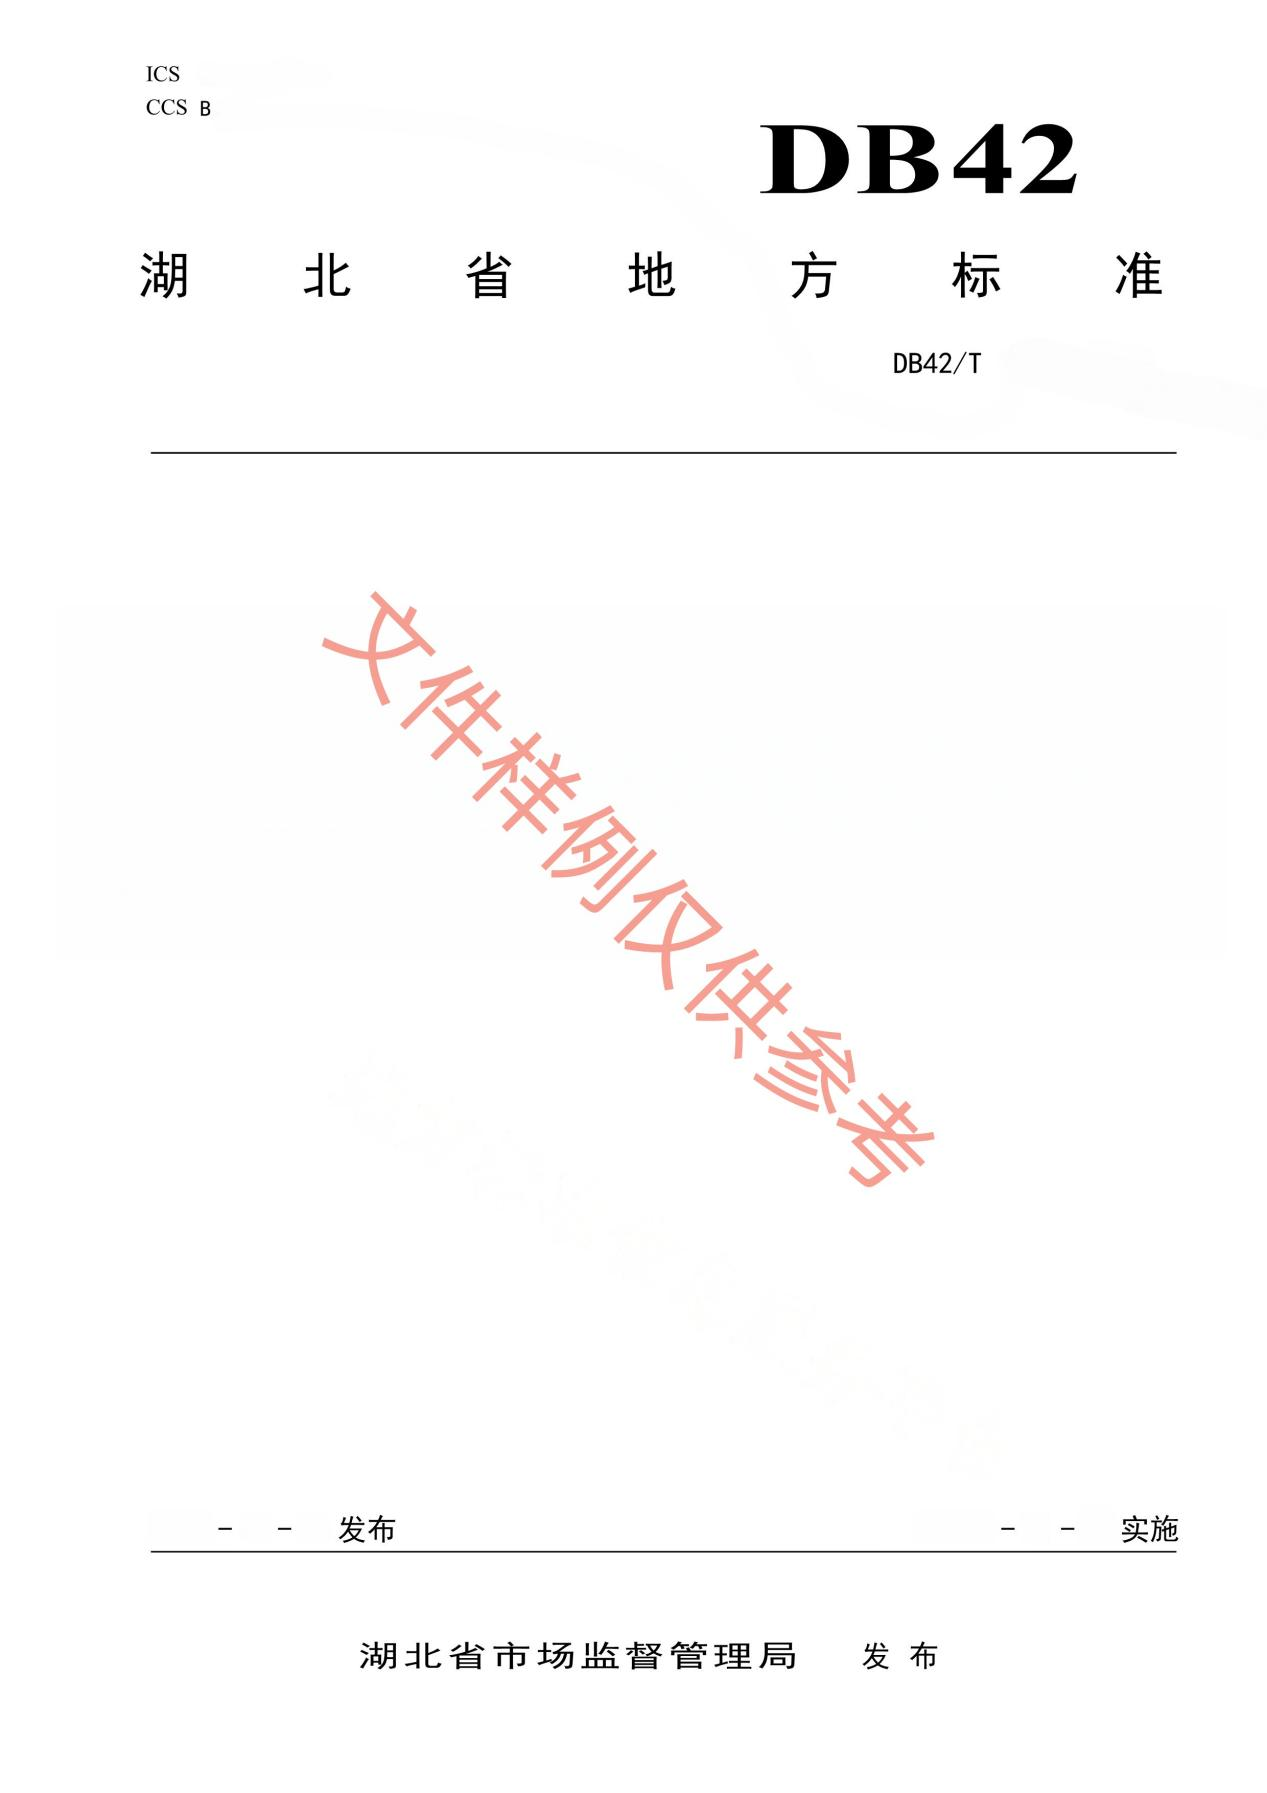 ICS
CCS B
DB42
湖北省地方标准
DB42/T
文件样例仅供参考
- - 发布
- - 实施
湖北省市场监督管理局 发布